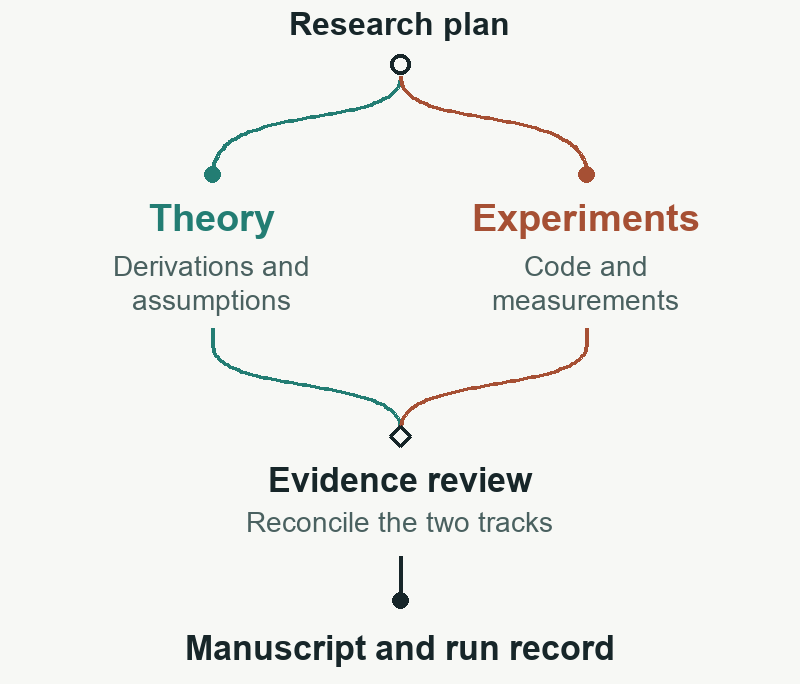 Research plan
Theory
Experiments
Derivations and
assumptions
Code and
measurements
Evidence review
Reconcile the two tracks
Manuscript and run record